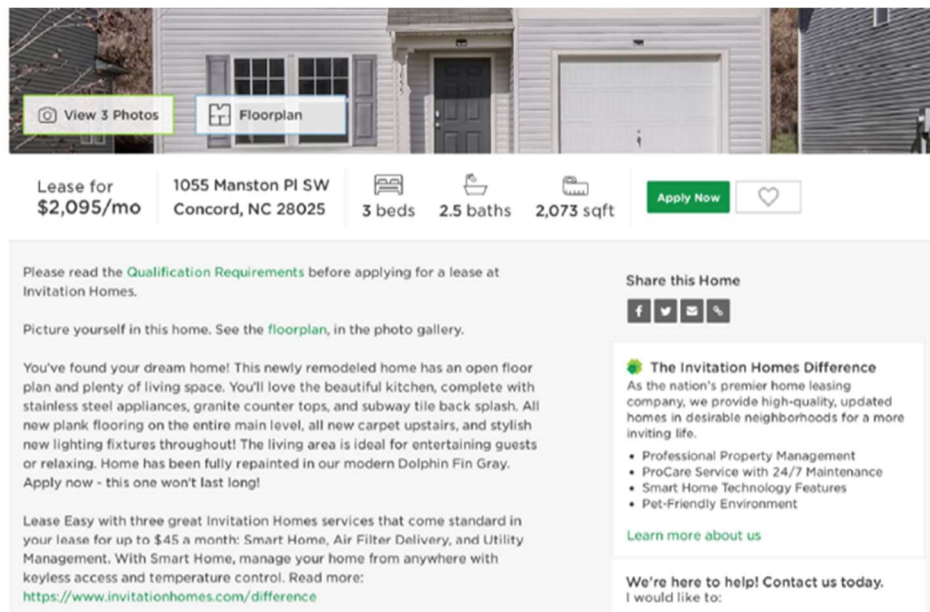 View 3 Photos
Floorplan
Lease for
$2,095/mo
1055 Manston Pl SW
Concord, NC 28025
3 beds
2.5 baths
2,073 sqft
Apply Now
Please read the Qualification Requirements before applying for a lease at
Invitation Homes.
Picture yourself in this home. See the floorplan, in the photo gallery.
You've found your dream home! This newly remodeled home has an open floor
plan and plenty of living space. You'll love the beautiful kitchen, complete with
stainless steel appliances, granite counter tops, and subway tile back splash. All
new plank flooring on the entire main level, all new carpet upstairs, and stylish
new lighting fixtures throughout! The living area is ideal for entertaining guests
or relaxing. Home has been fully repainted in our modern Dolphin Fin Gray.
Apply now - this one won't last long!
Lease Easy with three great Invitation Homes services that come standard in
your lease for up to $45 a month: Smart Home, Air Filter Delivery, and Utility
Management. With Smart Home, manage your home from anywhere with
keyless access and temperature control. Read more:
https://www.invitationhomes.com/difference
Share this Home
The Invitation Homes Difference
As the nation's premier home leasing
company, we provide high-quality, updated
homes in desirable neighborhoods for a more
inviting life.
• Professional Property Management
• ProCare Service with 24/7 Maintenance
• Smart Home Technology Features
• Pet-Friendly Environment
Learn more about us
We're here to help! Contact us today.
I would like to: